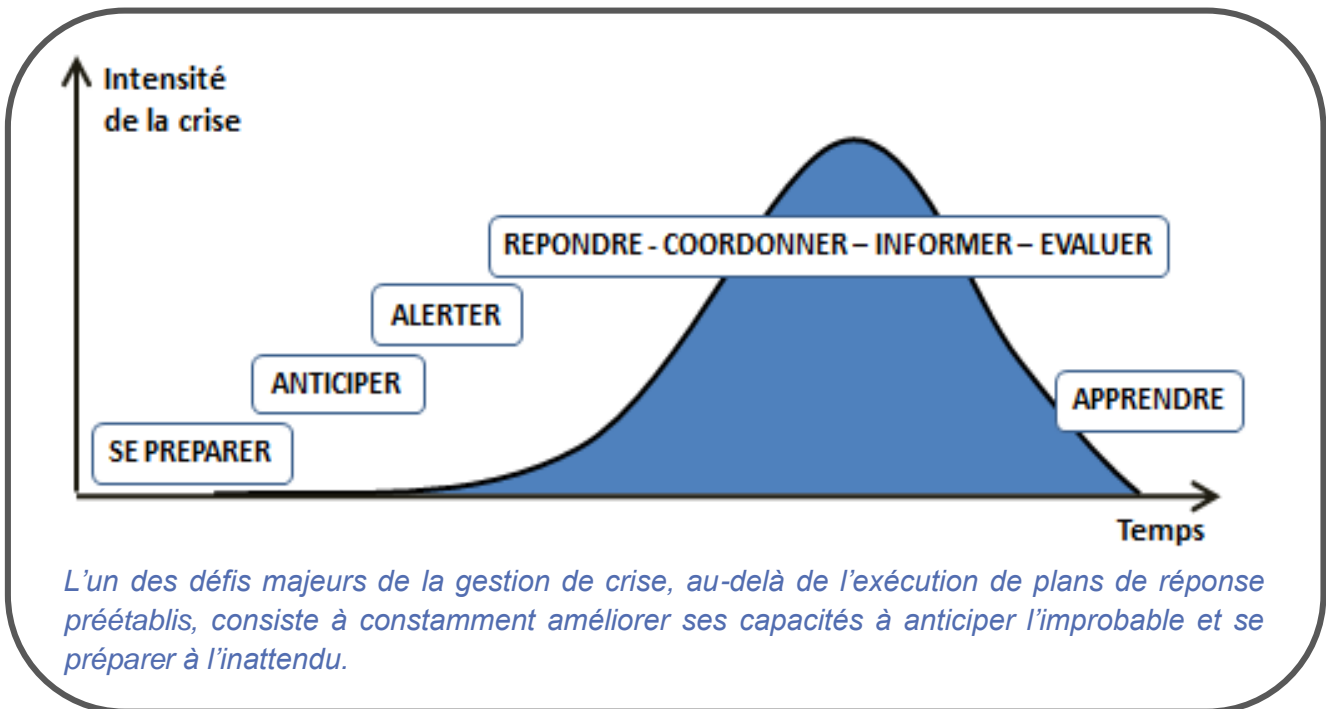 Intensité
de la crise
REPONDRE - COORDONNER – INFORMER – EVALUER
ALERTER
ANTICIPER
APPRENDRE
SE PREPARER
Temps
L’un des défis majeurs de la gestion de crise, au-delà de l’exécution de plans de réponse
préétablis, consiste à constamment améliorer ses capacités à anticiper l’improbable et se
préparer à l’inattendu.